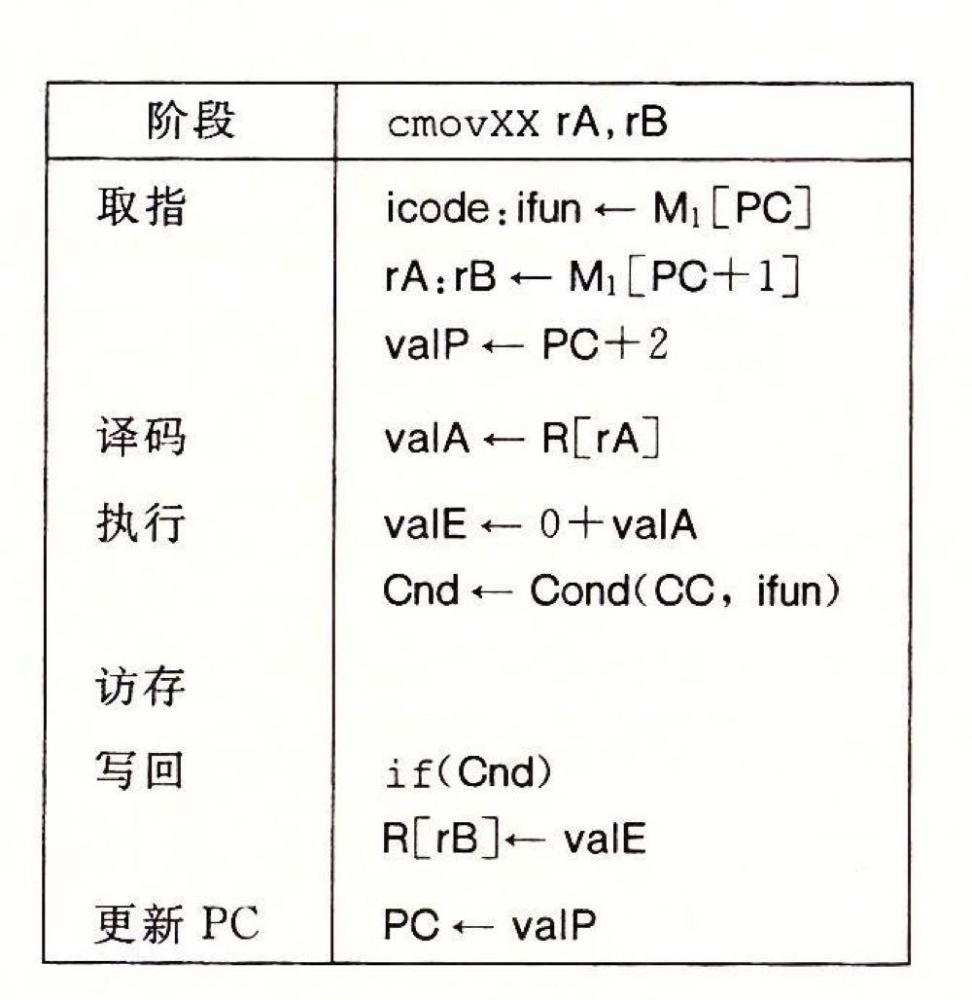 阶段 cmovXX rA, rB
取指 icode:ifun ← M₁[PC]
rA:rB ← M₁[PC+1]
valP ← PC+2
译码 valA ← R[rA]
执行 valE ← 0+valA
Cnd ← Cond(CC, ifun)
访存
写回 if(Cnd)
R[rB]← valE
更新 PC PC ← valP